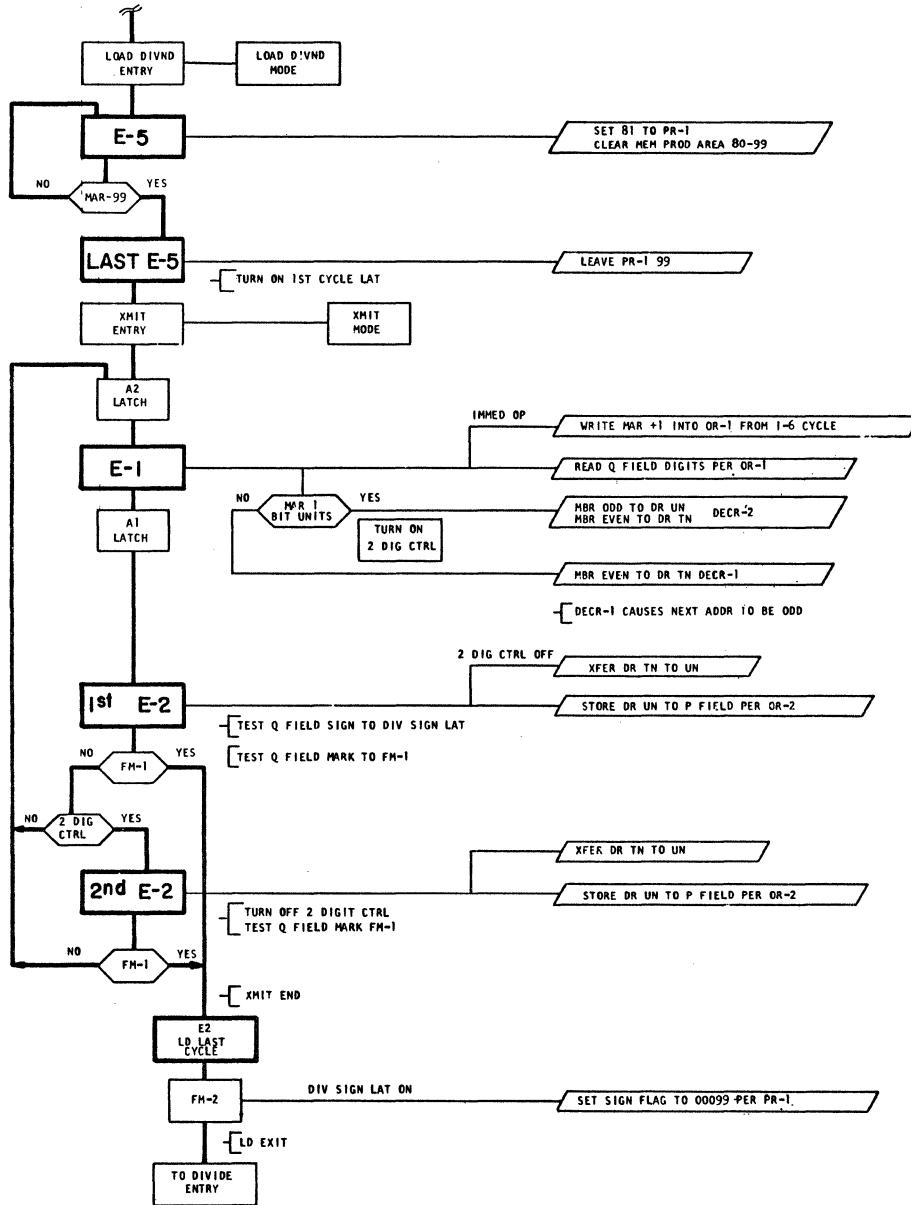 LOAD DIVND
ENTRY
LOAD DIVND
MODE
E-5
SET 81 TO PR-1
CLEAR MEM PROD AREA 80-99
NO
MAR-99
YES
LAST E-5
LEAVE PR-1 99
TURN ON 1ST CYCLE LAT
XMIT
ENTRY
XMIT
MODE
A2
LATCH
IMMED OP
WRITE MAR +1 INTO OR-1 FROM I-6 CYCLE
E-1
READ Q FIELD DIGITS PER OR-1
NO
MAR 1
BIT UNITS
YES
MBR ODD TO DR UN
MBR EVEN TO DR TN
DECR-2
A1
LATCH
TURN ON
2 DIG CTRL
MBR EVEN TO DR TN DECR-1
DECR-1 CAUSES NEXT ADDR TO BE ODD
2 DIG CTRL OFF
XFER DR TN TO UN
1st E-2
STORE DR UN TO P FIELD PER OR-2
TEST Q FIELD SIGN TO DIV SIGN LAT
TEST Q FIELD MARK TO FM-1
NO
FM-1
YES
NO
2 DIG
CTRL
YES
XFER DR TN TO UN
2nd E-2
STORE DR UN TO P FIELD PER OR-2
TURN OFF 2 DIGIT CTRL
TEST Q FIELD MARK FM-1
NO
FM-1
YES
XMIT END
E2
LD LAST
CYCLE
FM-2
DIV SIGN LAT ON
SET SIGN FLAG TO 00099 PER PR-1.
LD EXIT
TO DIVIDE
ENTRY